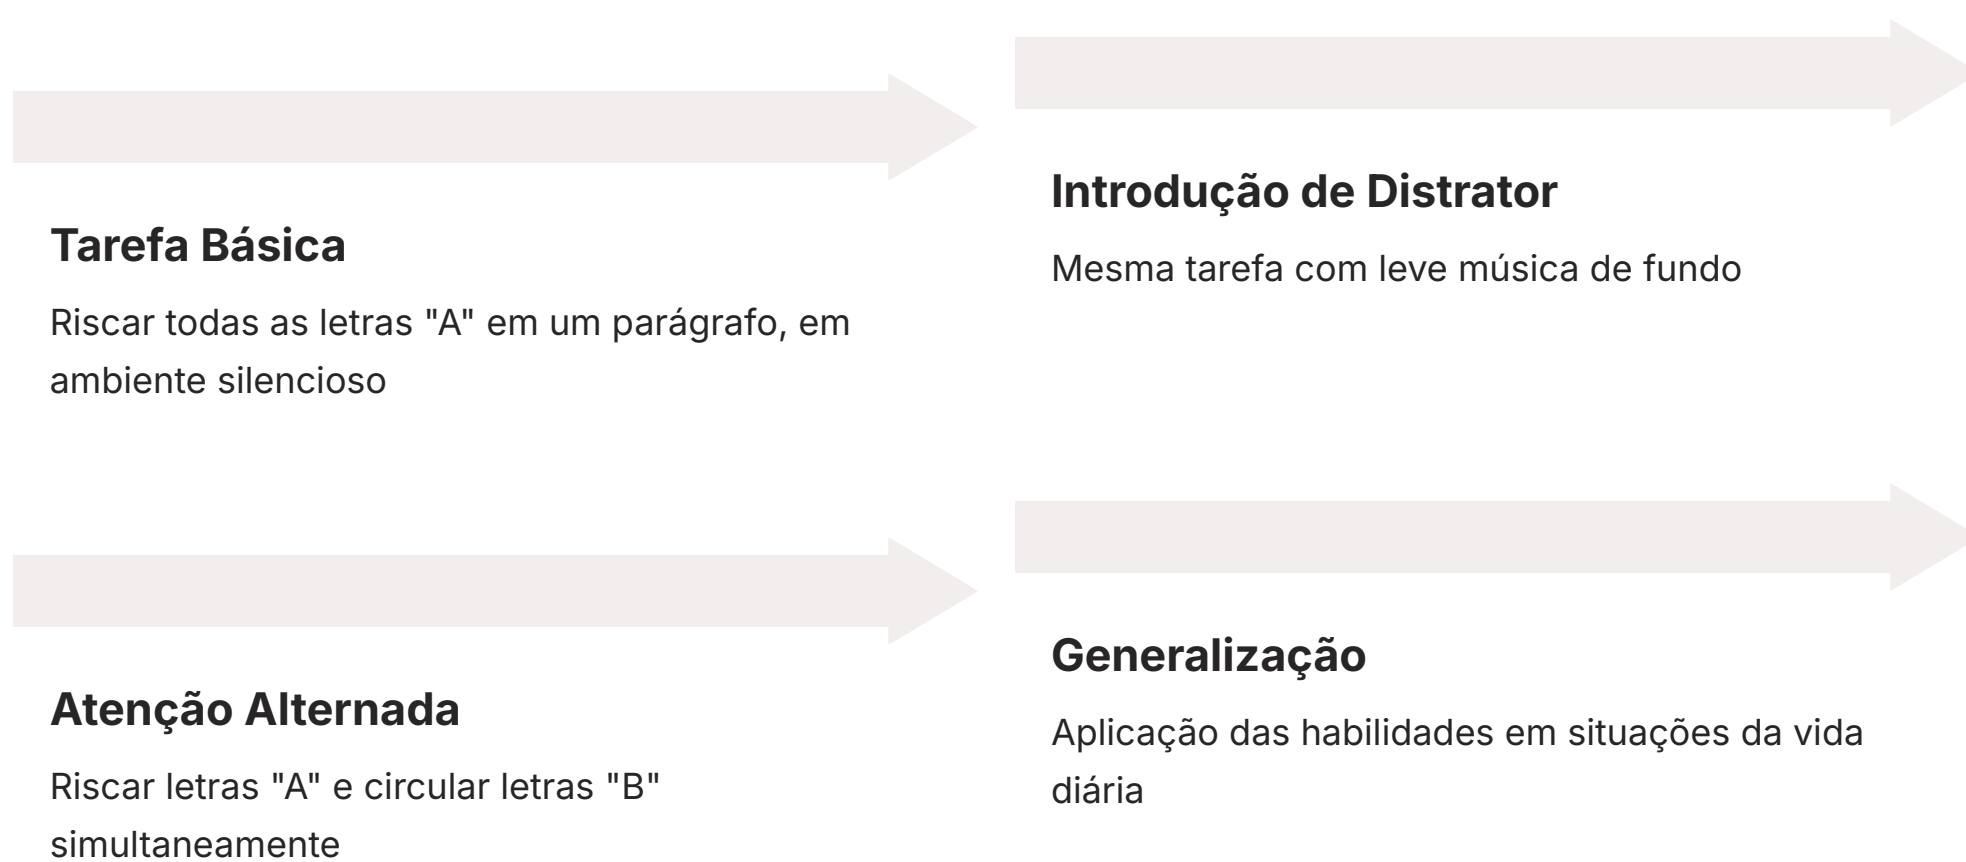 Tarefa Básica
Riscar todas as letras "A" em um parágrafo, em
ambiente silencioso
Introdução de Distrator
Mesma tarefa com leve música de fundo
Atenção Alternada
Riscar letras "A" e circular letras "B"
simultaneamente
Generalização
Aplicação das habilidades em situações da vida
diária